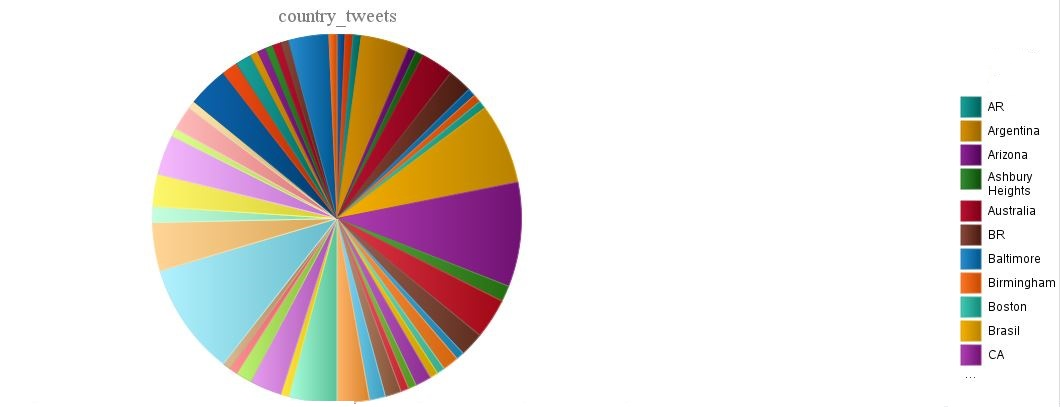 country_tweets
AR
Argentina
Arizona
Ashbury
Heights
Australia
BR
Baltimore
Birmingham
Boston
Brasil
CA
...